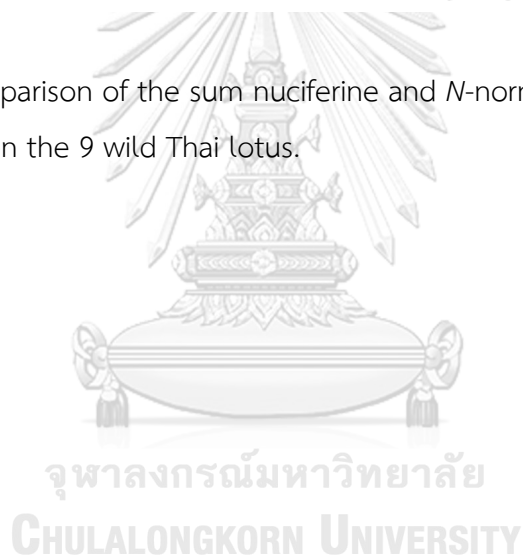 parison of the sum nuciferine and N-norn
n the 9 wild Thai lotus.
จุฬาลงกรณ์มหาวิทยาลัย
CHULALONGKORN UNIVERSITY